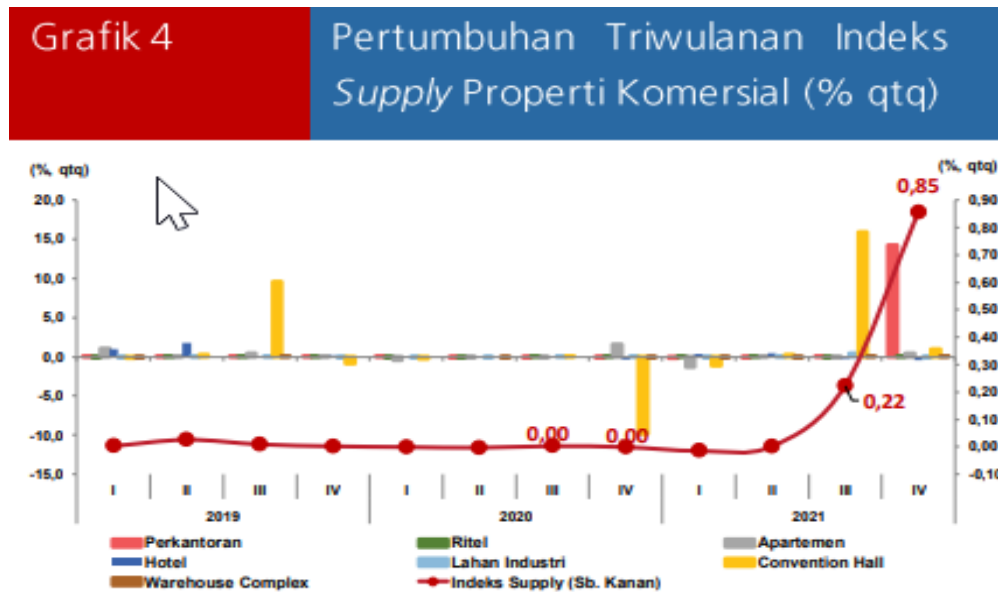 Grafik 4
Pertumbuhan Triwulanan Indeks
Supply Properti Komersial (% qtq)
(%, qtq)
(%, qtq)
20,0
15,0
10,0
5,0
0,0
-5,0
-10,0
-15,0
0,90
0,80
0,70
0,60
0,50
0,40
0,30
0,20
0,10
0,00
-0,10
0,00
0,00
0,22
0,85
I II III IV I II III IV I II III IV
2019 2020 2021
Perkantoran Ritel Apartemen
Hotel Lahan Industri Convention Hall
Warehouse Complex Indeks Supply (Sb. Kanan)